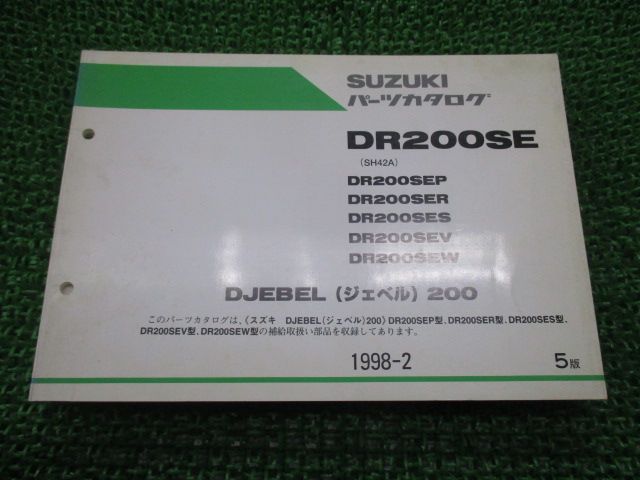 SUZUKI
パーツカタログ
DR200SE
(SH42A)
DR200SEP
DR200SER
DR200SES
DR200SEV
DR200SEW
DJEBEL (ジェベル) 200
このパーツカタログは、《スズキ DJEBEL(ジェベル)200》DR200SEP型、DR200SER型、DR200SES型、
DR200SEV型、DR200SEW型の補給取扱い部品を収録してあります。
1998-2
5版